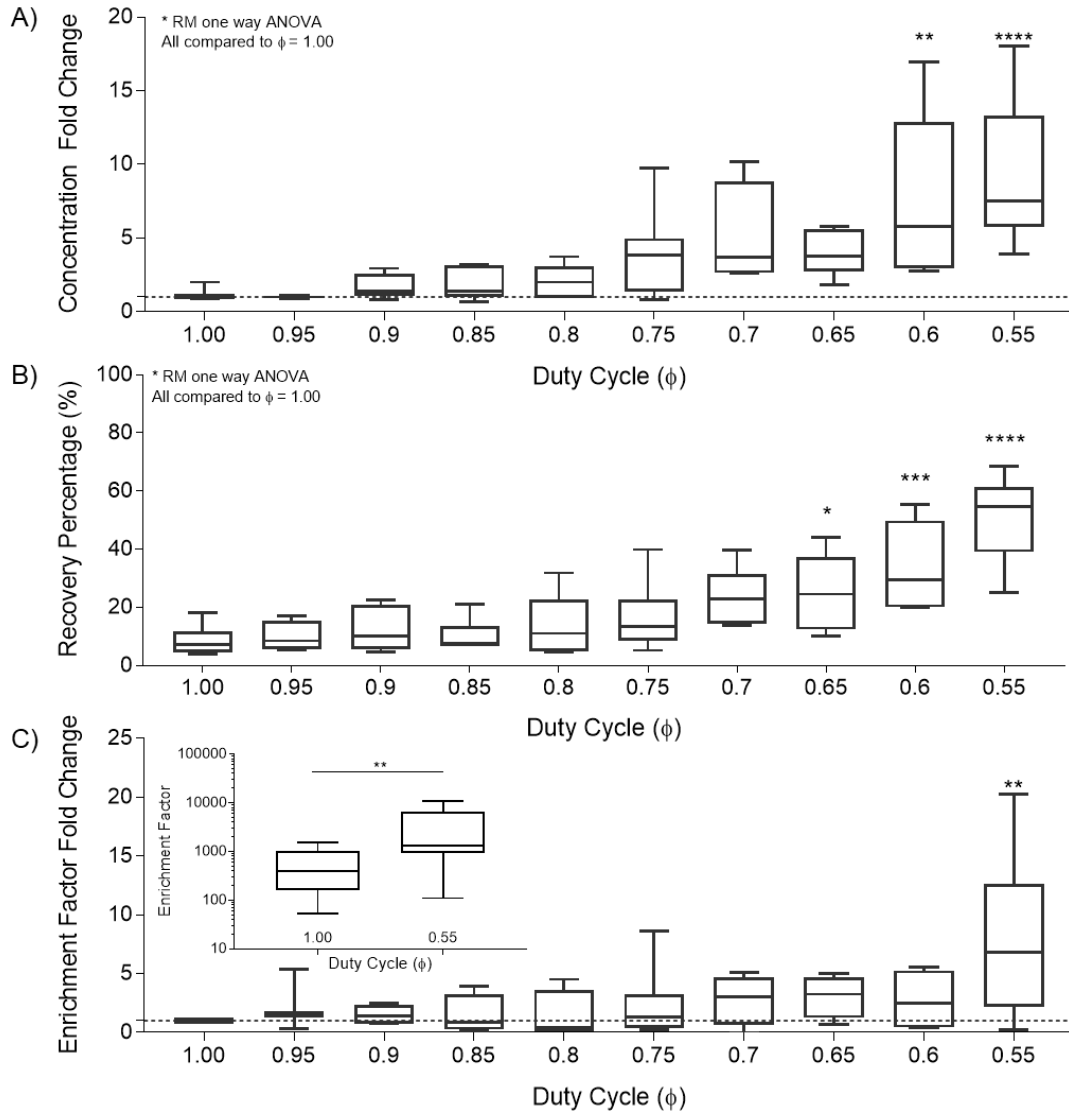 A)
* RM one way ANOVA
All compared to ϕ = 1.00
Concentration Fold Change
20
15
10
5
0
** ****
1.00 0.95 0.9 0.85 0.8 0.75 0.7 0.65 0.6 0.55
Duty Cycle (ϕ)
B)
* RM one way ANOVA
All compared to ϕ = 1.00
Recovery Percentage (%)
100
80
60
40
20
0
* *** ****
1.00 0.95 0.9 0.85 0.8 0.75 0.7 0.65 0.6 0.55
Duty Cycle (ϕ)
C)
Enrichment Factor Fold Change
25
20
15
10
5
0
Enrichment Factor
100000
10000
1000
100
10
**
1.00 0.55
Duty Cycle (ϕ)
**
1.00 0.95 0.9 0.85 0.8 0.75 0.7 0.65 0.6 0.55
Duty Cycle (ϕ)